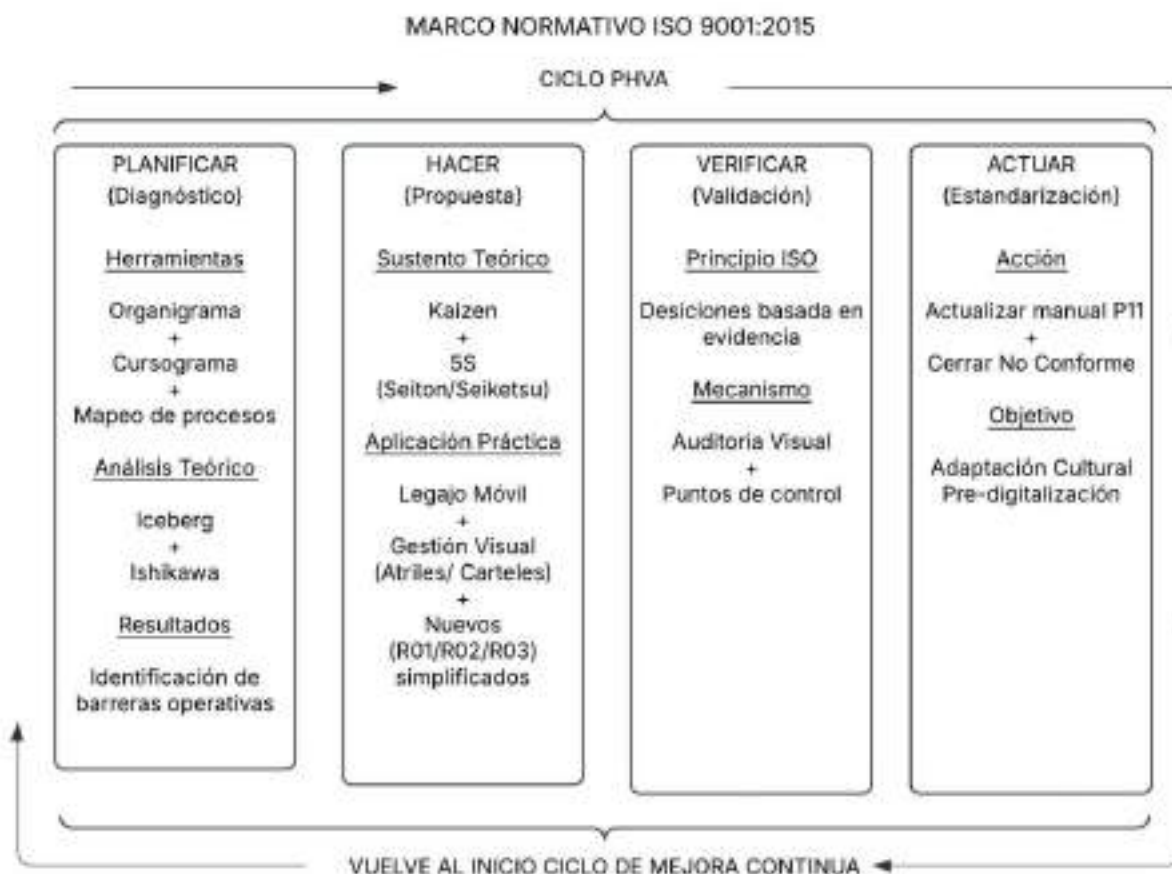 MARCO NORMATIVO ISO 9001:2015
CICLO PHVA
PLANIFICAR
(Diagnóstico)
Herramientas
Organigrama
+
Cursograma
+
Mapeo de procesos
Análisis Teórico
Iceberg
+
Ishikawa
Resultados
Identificación de
barreras operativas
HACER
(Propuesta)
Sustento Teórico
Kaizen
+
5S
(Seiton/Seiketsu)
Aplicación Práctica
Legajo Móvil
+
Gestión Visual
(Atriles/ Carteles)
+
Nuevos
(R01/R02/R03)
simplificados
VERIFICAR
(Validación)
Principio ISO
Desiciones basada en
evidencia
Mecanismo
Auditoria Visual
+
Puntos de control
ACTUAR
(Estandarización)
Acción
Actualizar manual P11
+
Cerrar No Conforme
Objetivo
Adaptación Cultural
Pre-digitalización
VUELVE AL INICIO CICLO DE MEJORA CONTINUA